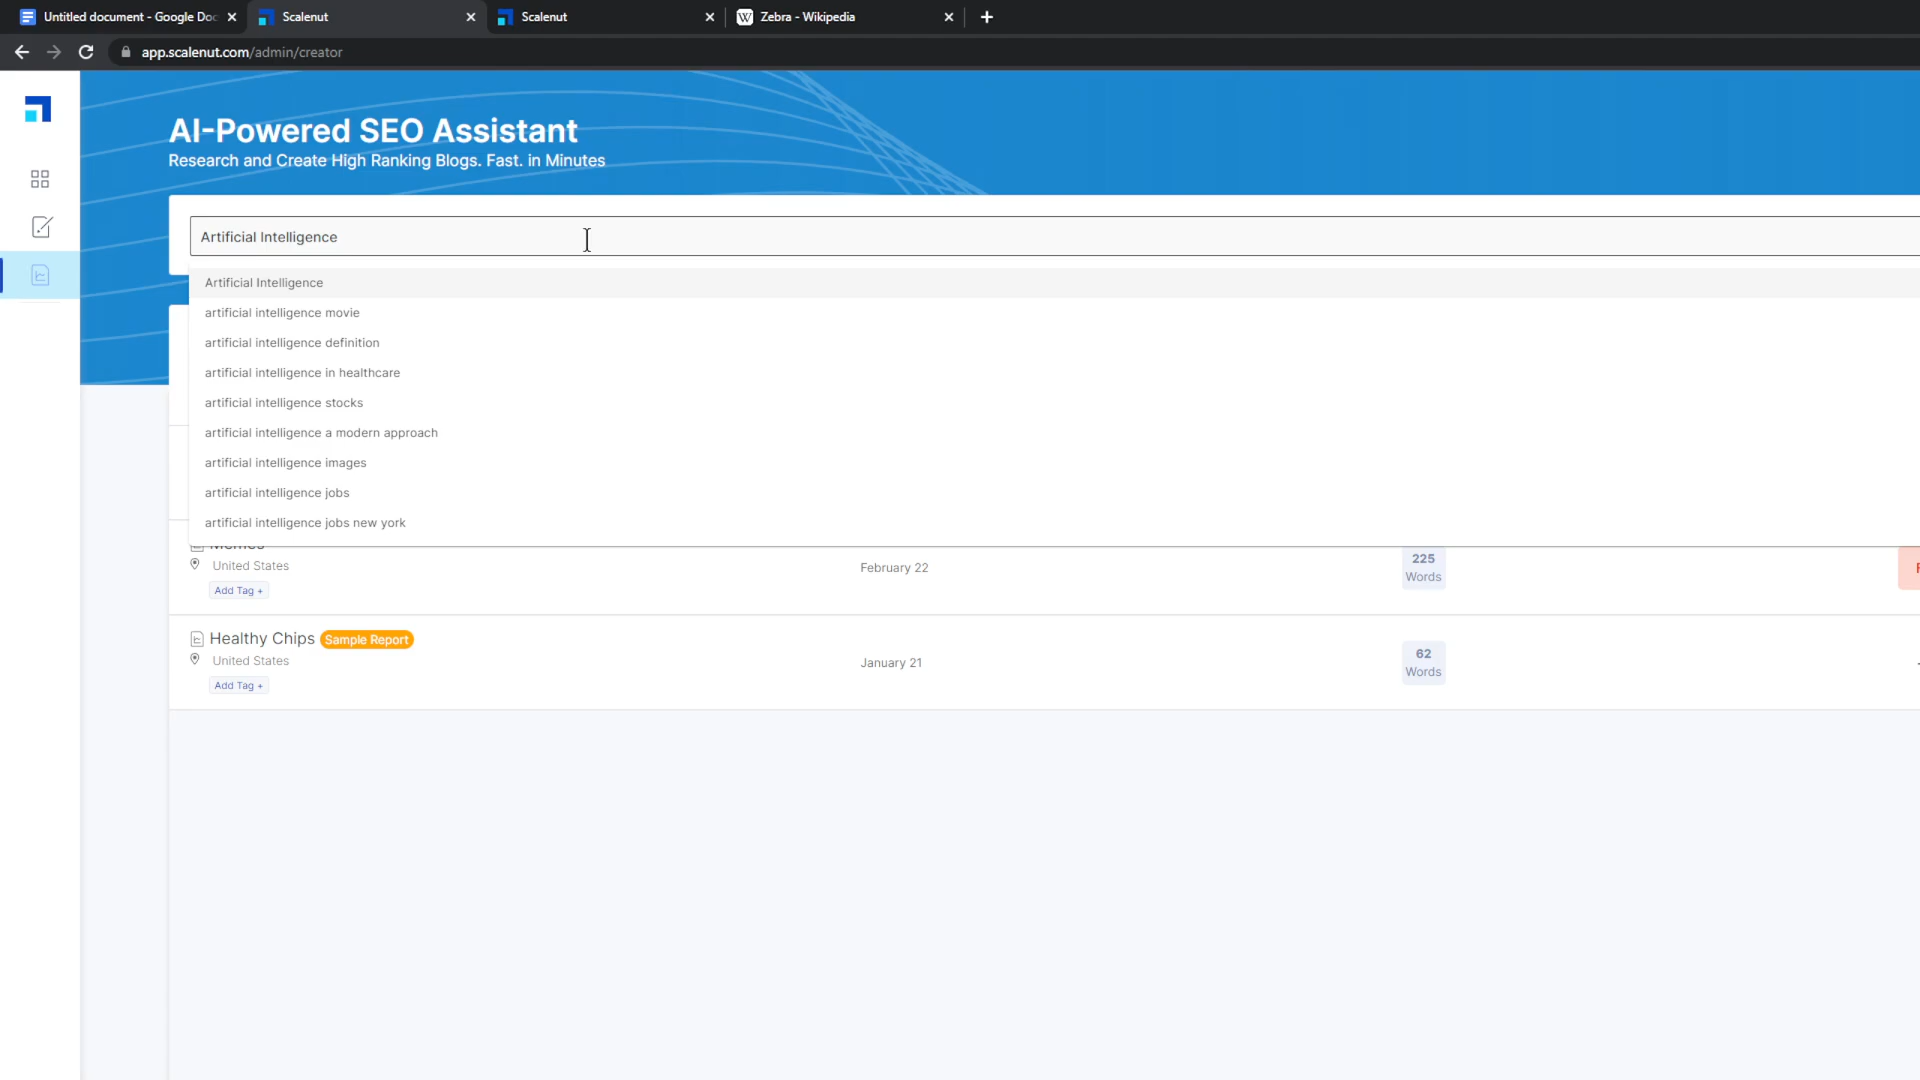 Untitled document - Google Doc
Scalenut
Scalenut
W
Zebra - Wikipedia
app.scalenut.com/admin/creator
AI-Powered SEO Assistant
Research and Create High Ranking Blogs. Fast. in Minutes
Artificial Intelligence
Artificial Intelligence
artificial intelligence movie
artificial intelligence definition
artificial intelligence in healthcare
artificial intelligence stocks
artificial intelligence a modern approach
artificial intelligence images
artificial intelligence jobs
artificial intelligence jobs new york
United States
Add Tag +
February 22
225
Words
Healthy Chips Sample Report
United States
Add Tag +
January 21
62
Words